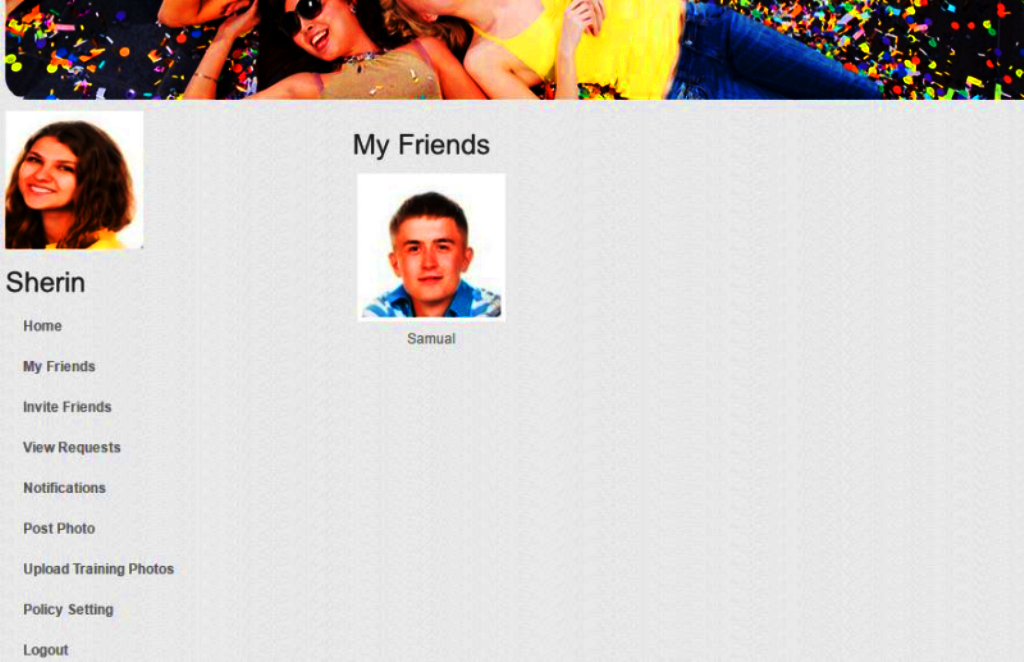 My Friends
Samual
Sherin
Home
My Friends
Invite Friends
View Requests
Notifications
Post Photo
Upload Training Photos
Policy Setting
Logout